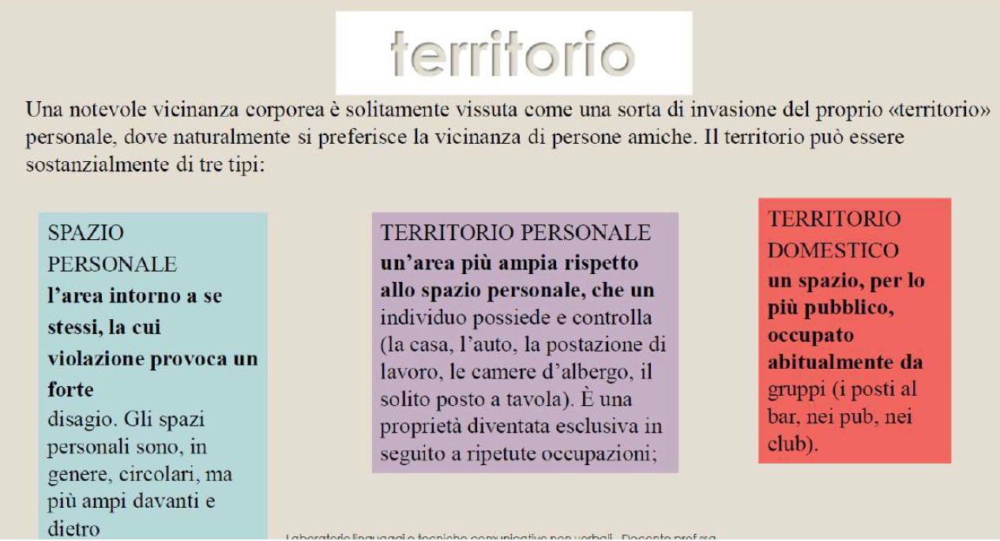 territorio
Una notevole vicinanza corporea è solitamente vissuta come una sorta di invasione del proprio «territorio»
personale, dove naturalmente si preferisce la vicinanza di persone amiche. Il territorio può essere
sostanzialmente di tre tipi:
SPAZIO
PERSONALE
l’area intorno a se
stessi, la cui
violazione provoca un
forte
disagio. Gli spazi
personali sono, in
genere, circolari, ma
più ampi davanti e
dietro
TERRITORIO PERSONALE
un’area più ampia rispetto
allo spazio personale, che un
individuo possiede e controlla
(la casa, l’auto, la postazione di
lavoro, le camere d’albergo, il
solito posto a tavola). È una
proprietà diventata esclusiva in
seguito a ripetute occupazioni;
TERRITORIO
DOMESTICO
un spazio, per lo
più pubblico,
occupato
abitualmente da
gruppi (i posti al
bar, nei pub, nei
club).
Laboratorio linguaggi e tecniche comunicative non verbali - Docente prof.ssa